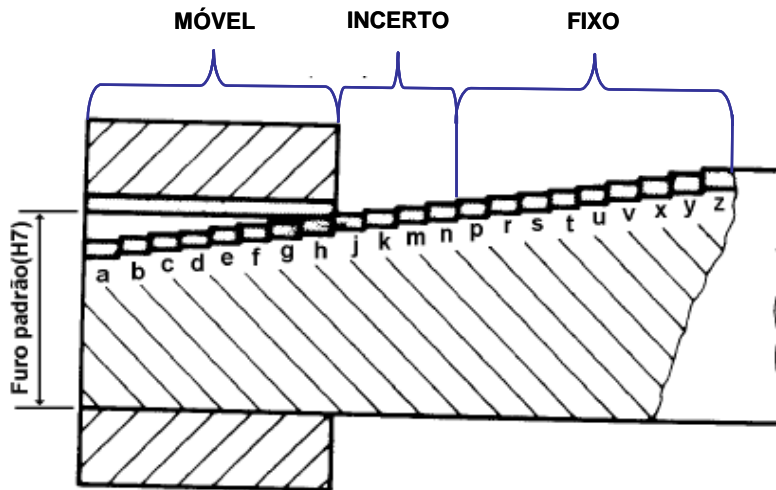 MÓVEL
INCERTO
FIXO
a b c d e f g h j k m n p r s t u v x y z
Furo padrão(H7)